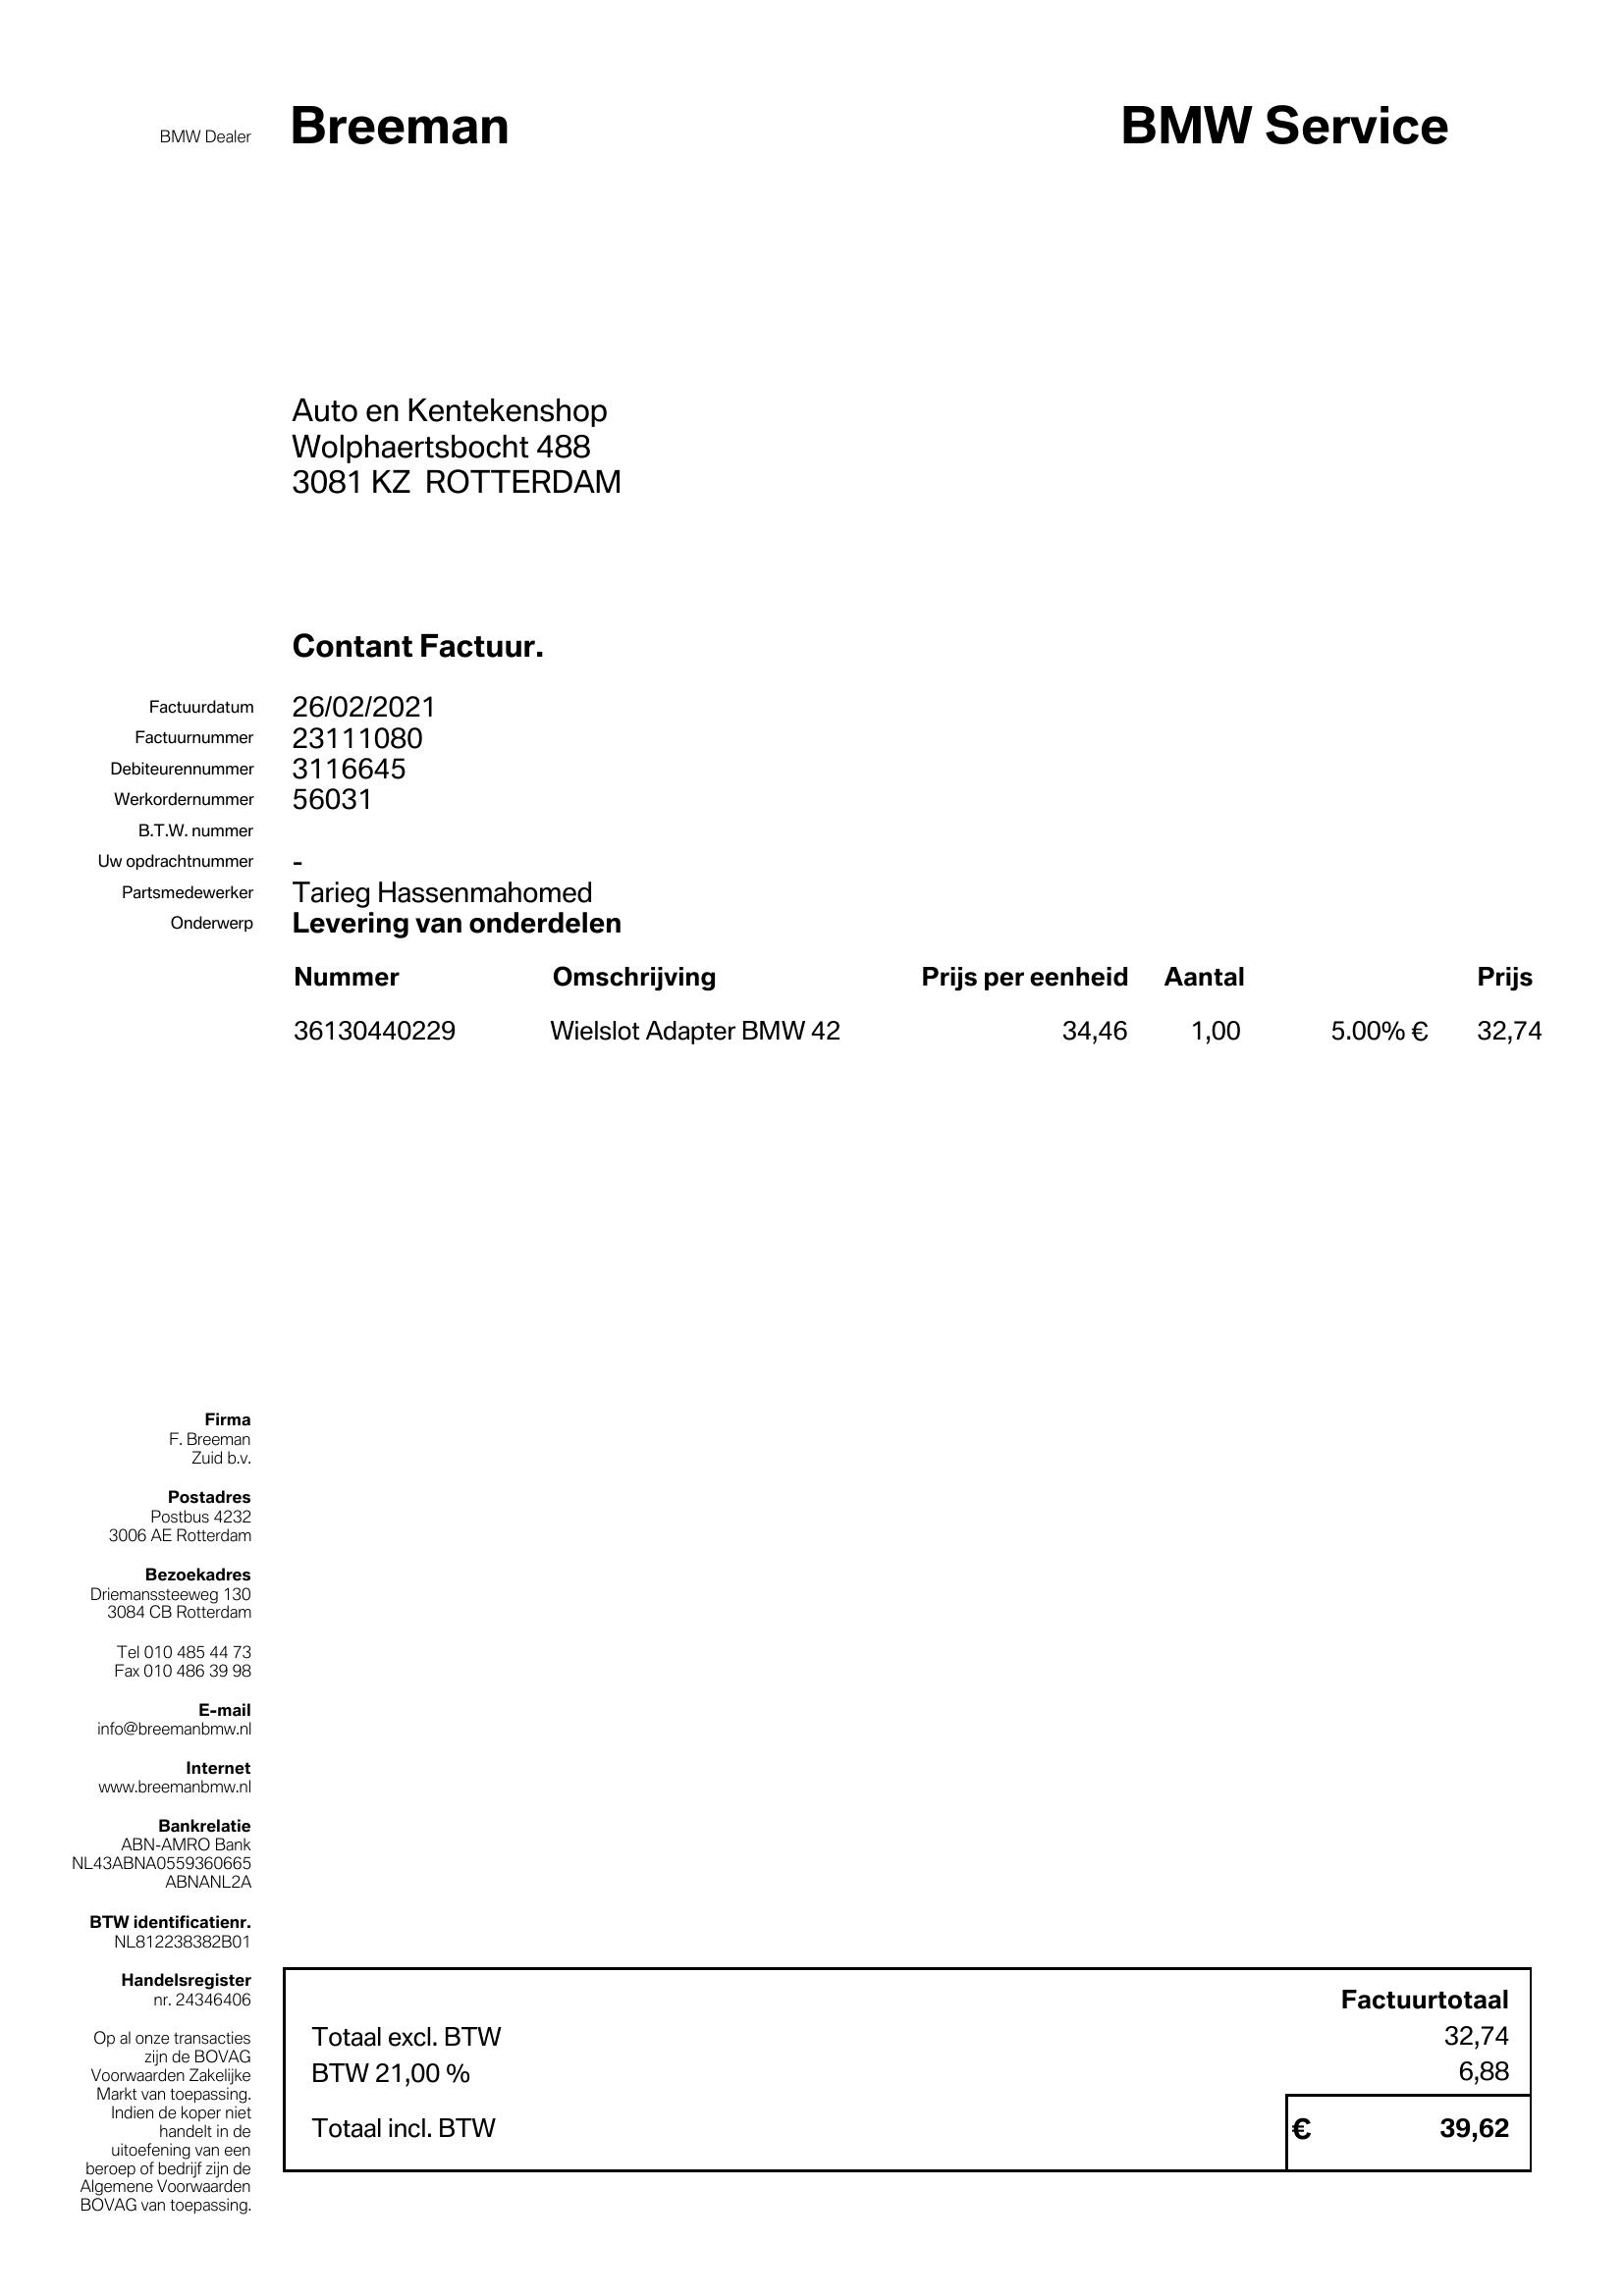 BMW Dealer Breeman BMW Service
Auto en Kentekenshop
Wolphaertsbocht 488
3081 KZ ROTTERDAM
Contant Factuur.
Factuurdatum 26/02/2021
Factuurnummer 23111080
Debiteurennummer 3116645
Werkordernummer 56031
B.T.W. nummer
Uw opdrachtnummer -
Partsmedewerker Tarieg Hassenmahomed
Onderwerp Levering van onderdelen
Nummer Omschrijving Prijs per eenheid Aantal Prijs
36130440229 Wielslot Adapter BMW 42 34,46 1,00 5.00% € 32,74
Firma
F. Breeman
Zuid b.v.
Postadres
Postbus 4232
3006 AE Rotterdam
Bezoekadres
Driemanssteeweg 130
3084 CB Rotterdam
Tel 010 485 44 73
Fax 010 486 39 98
E-mail
info@breemanbmw.nl
Internet
www.breemanbmw.nl
Bankrelatie
ABN-AMRO Bank
NL43ABNA0559360665
ABNANL2A
BTW identificatienr.
NL812238382B01
Handelsregister
nr. 24346406
Op al onze transacties
zijn de BOVAG
Voorwaarden Zakelijke
Markt van toepassing.
Indien de koper niet
handelt in de
uitoefening van een
beroep of bedrijf zijn de
Algemene Voorwaarden
BOVAG van toepassing.
Factuurtotaal
Totaal excl. BTW 32,74
BTW 21,00 % 6,88
Totaal incl. BTW € 39,62